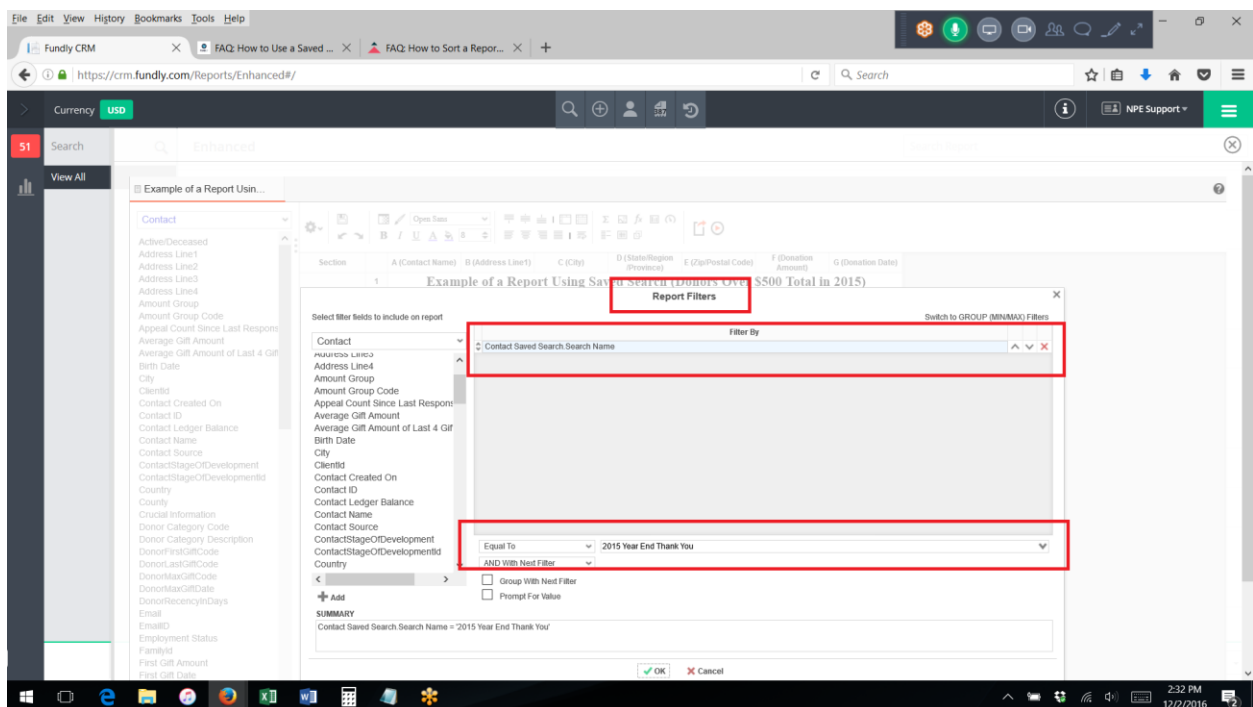 File Edit View History Bookmarks Tools Help
Fundly CRM
FAQ: How to Use a Saved ...
FAQ: How to Sort a Repor...
https://crm.fundly.com/Reports/Enhanced#/
Search
Currency USD
NPE Support
51
Search
Enhanced
View All
Example of a Report Usin...
Contact
Active/Deceased
Address Line1
Address Line2
Address Line3
Address Line4
Amount Group
Amount Group Code
Appeal Count Since Last Respons
Average Gift Amount
Average Gift Amount of Last 4 Gif
Birth Date
City
ClientId
Contact Created On
Contact ID
Contact Ledger Balance
Contact Name
Contact Source
ContactStageOfDevelopment
ContactStageOfDevelopmentId
Country
County
Crucial Information
Donor Category Code
Donor Category Description
DonorFirstGiftCode
DonorLastGiftCode
DonorMaxGiftCode
DonorMaxGiftDate
DonorRecencyInDays
Email
EmailID
Employment Status
FamilyId
First Gift Amount
First Gift Date
Open Sans
B I U A
Section
A (Contact Name)
B (Address Line1)
C (City)
D (State/Region /Province)
E (Zip/Postal Code)
F (Donation Amount)
G (Donation Date)
1
Example of a Report Using Saved Search (Donors Over $500 Total in 2015)
Report Filters
Select filter fields to include on report
Switch to GROUP (MIN/MAX) Filters
Contact
Address Line3
Address Line4
Amount Group
Amount Group Code
Appeal Count Since Last Respons
Average Gift Amount
Average Gift Amount of Last 4 Gif
Birth Date
City
ClientId
Contact Created On
Contact ID
Contact Ledger Balance
Contact Name
Contact Source
ContactStageOfDevelopment
ContactStageOfDevelopmentId
Country
Add
Filter By
Contact Saved Search.Search Name
Equal To
2015 Year End Thank You
AND With Next Filter
Group With Next Filter
Prompt For Value
SUMMARY
Contact Saved Search.Search Name = '2015 Year End Thank You'
OK
Cancel
2:32 PM
12/2/2016